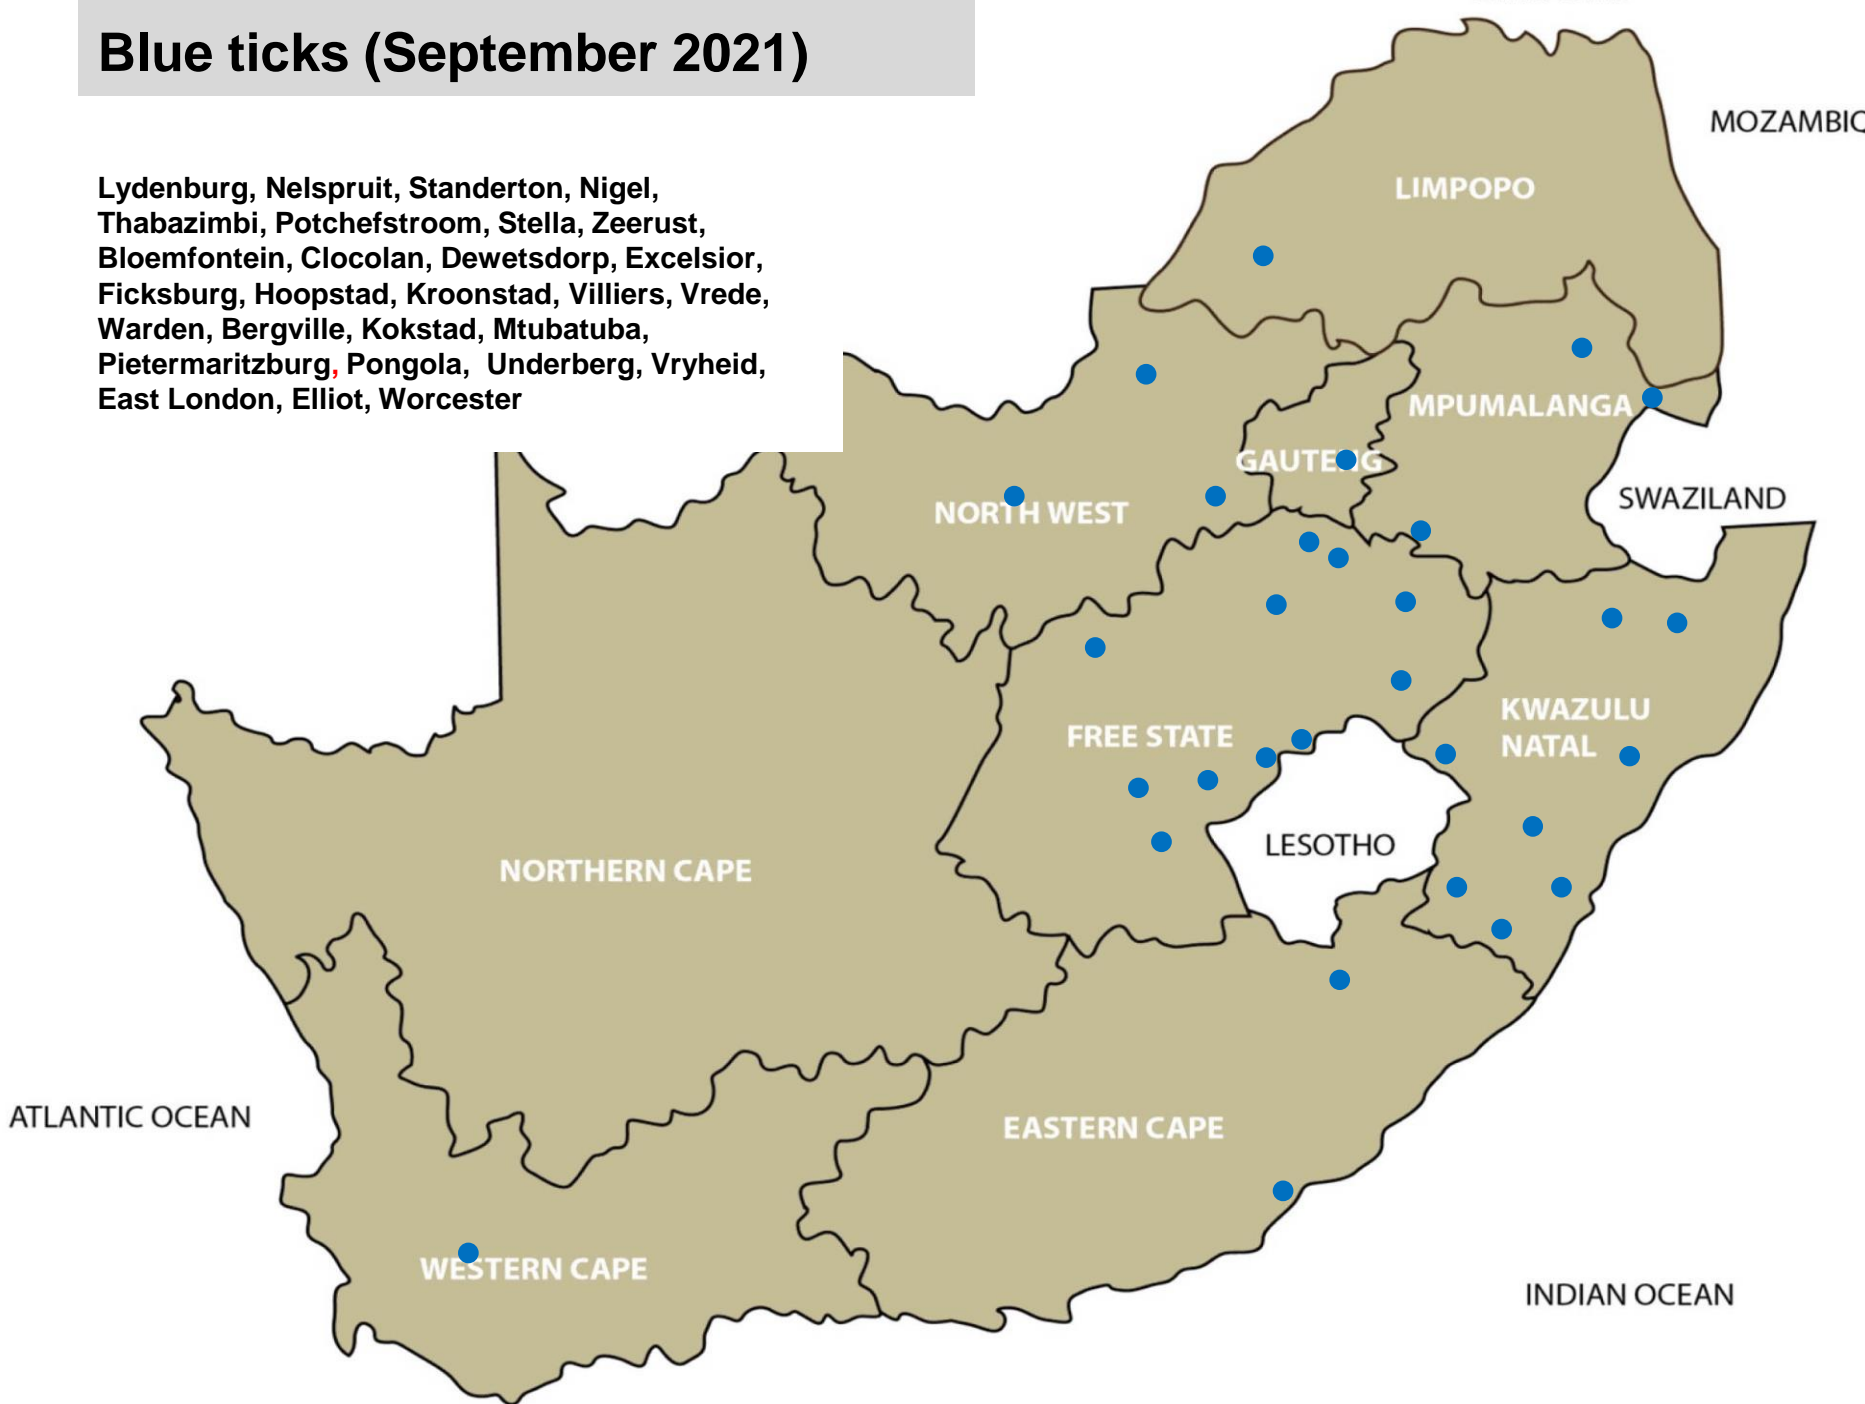 Blue ticks (September 2021)
Lydenburg, Nelspruit, Standerton, Nigel,
Thabazimbi, Potchefstroom, Stella, Zeerust,
Bloemfontein, Clocolan, Dewetsdorp, Excelsior,
Ficksburg, Hoopstad, Kroonstad, Villiers, Vrede,
Warden, Bergville, Kokstad, Mtubatuba,
Pietermaritzburg, Pongola, Underberg, Vryheid,
East London, Elliot, Worcester
MOZAMBIQ
LIMPOPO
MPUMALANGA
GAUTENG
SWAZILAND
NORTH WEST
KWAZULU
NATAL
FREE STATE
LESOTHO
NORTHERN CAPE
ATLANTIC OCEAN
EASTERN CAPE
WESTERN CAPE
INDIAN OCEAN